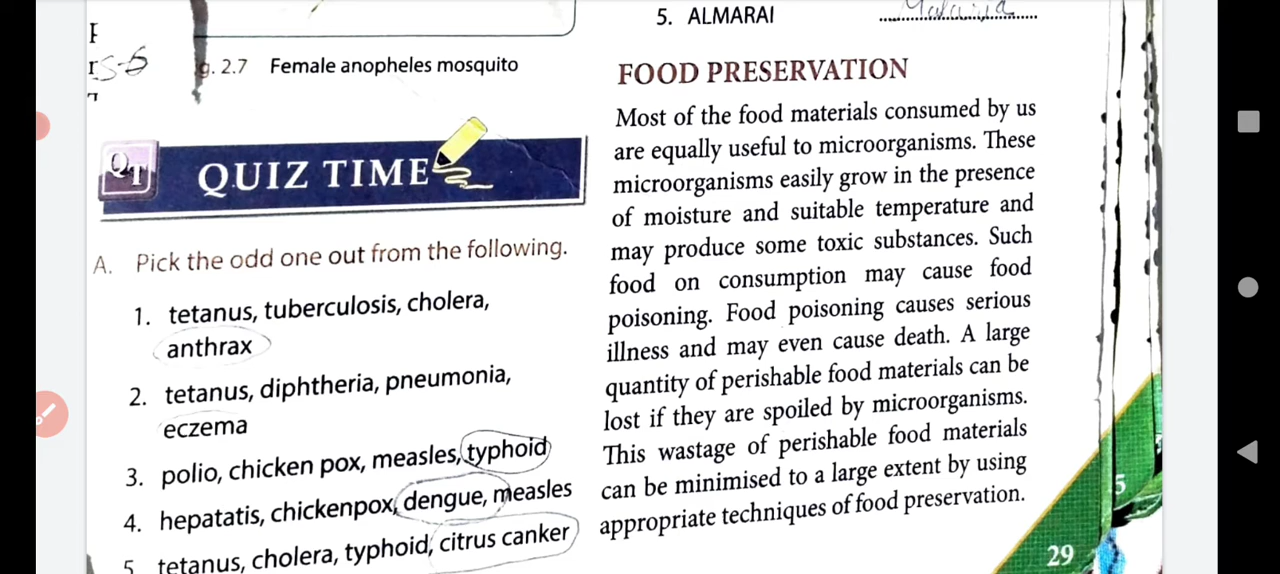 g. 2.7 Female anopheles mosquito
QT
QUIZ TIME
A. Pick the odd one out from the following.
1. tetanus, tuberculosis, cholera,
anthrax
2. tetanus, diphtheria, pneumonia,
eczema
3. polio, chicken pox, measles, typhoid
4. hepatatis, chickenpox, dengue, measles
5. tetanus, cholera, typhoid, citrus canker
5. ALMARAI ........ Malaria ........
FOOD PRESERVATION
Most of the food materials consumed by us
are equally useful to microorganisms. These
microorganisms easily grow in the presence
of moisture and suitable temperature and
may produce some toxic substances. Such
food on consumption may cause food
poisoning. Food poisoning causes serious
illness and may even cause death. A large
quantity of perishable food materials can be
lost if they are spoiled by microorganisms.
This wastage of perishable food materials
can be minimised to a large extent by using
appropriate techniques of food preservation.
5
29